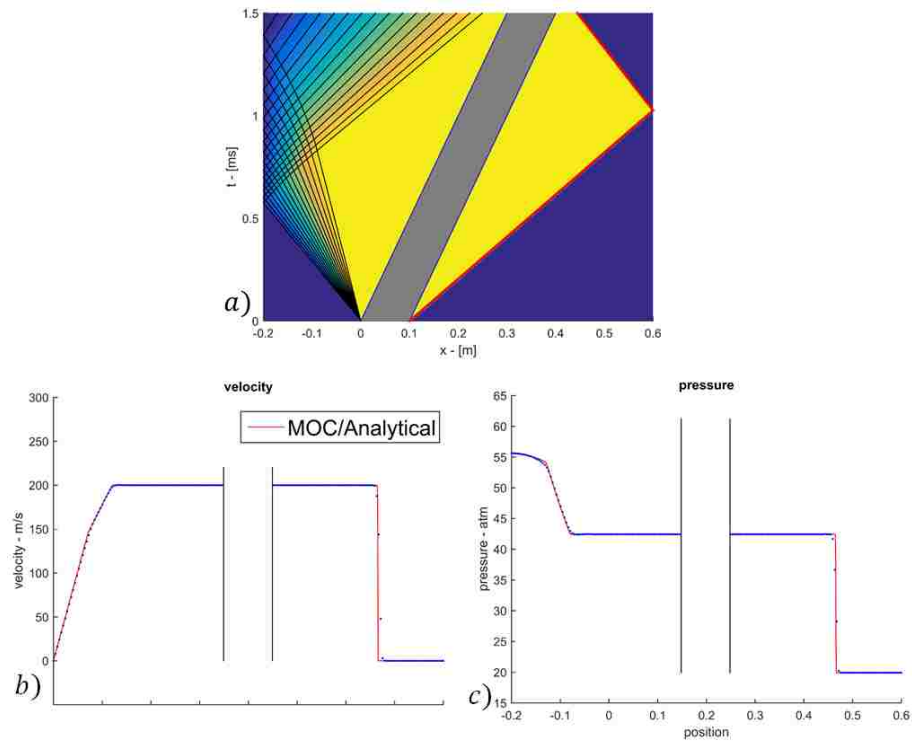 1.5
1
0.5
0
t - [ms]
-0.2 -0.1 0 0.1 0.2 0.3 0.4 0.5 0.6
x - [m]
a)
velocity
300
250
200
150
100
50
0
velocity - m/s
MOC/Analytical
b)
pressure
65
60
55
50
45
40
35
30
25
20
15
pressure - atm
-0.2 -0.1 0 0.1 0.2 0.3 0.4 0.5 0.6
position
c)